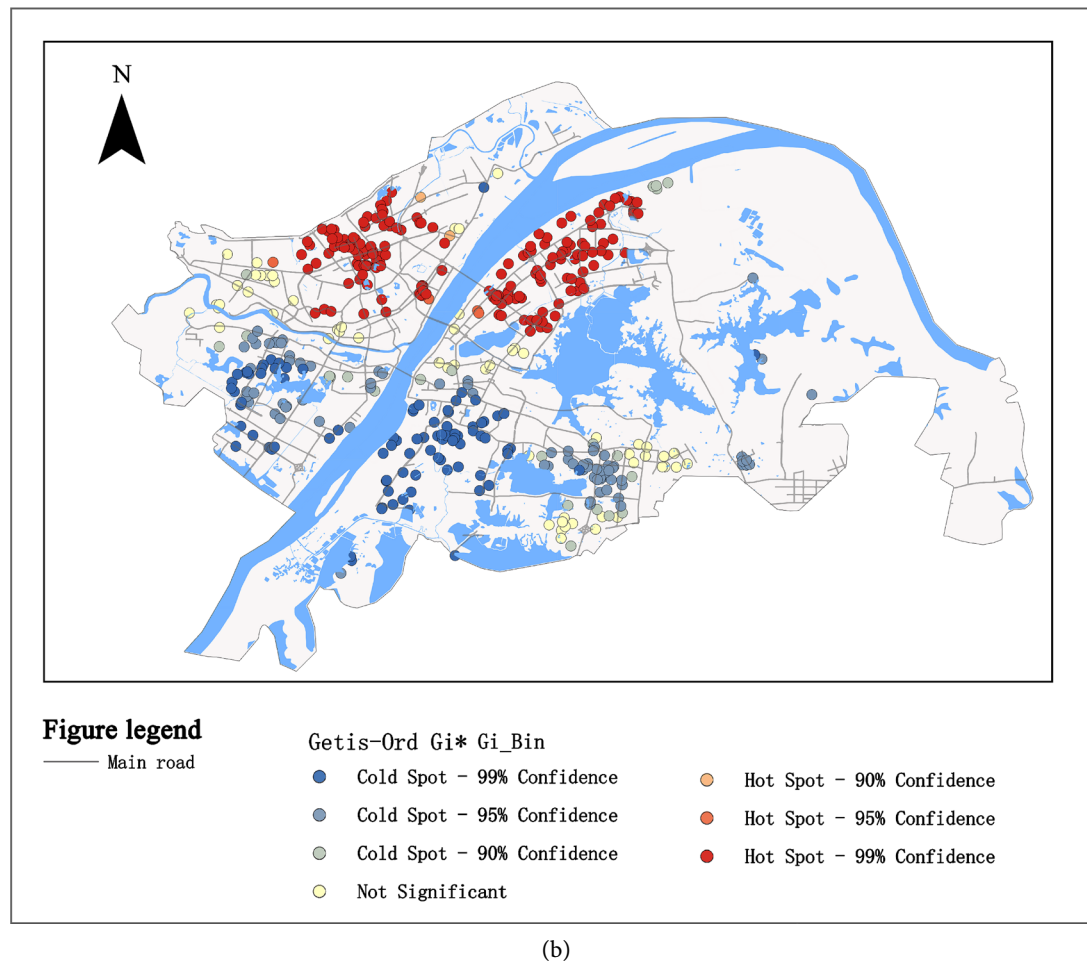 N
Figure legend
Main road
Getis-Ord Gi* Gi_Bin
Cold Spot - 99% Confidence
Cold Spot - 95% Confidence
Cold Spot - 90% Confidence
Not Significant
Hot Spot - 90% Confidence
Hot Spot - 95% Confidence
Hot Spot - 99% Confidence
(b)